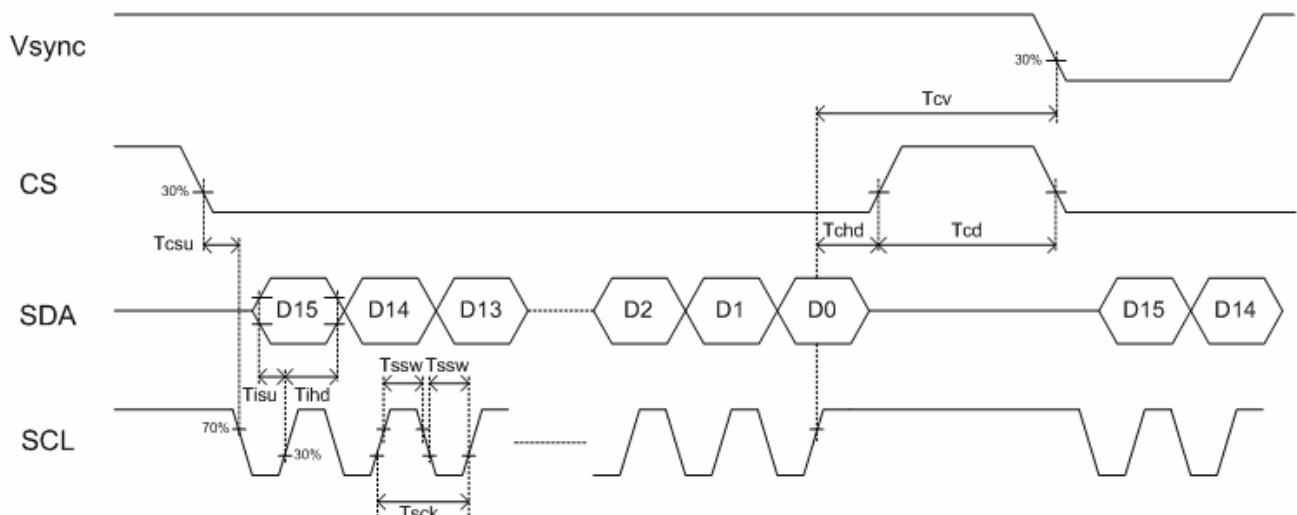 Vsync
30%
Tcv
CS
30%
Tcsu
Tchd
Tcd
SDA
D15 D14 D13 D2 D1 D0 D15 D14
Tisu Tihd Tssw Tssw
SCL
70%
30%
Tsck